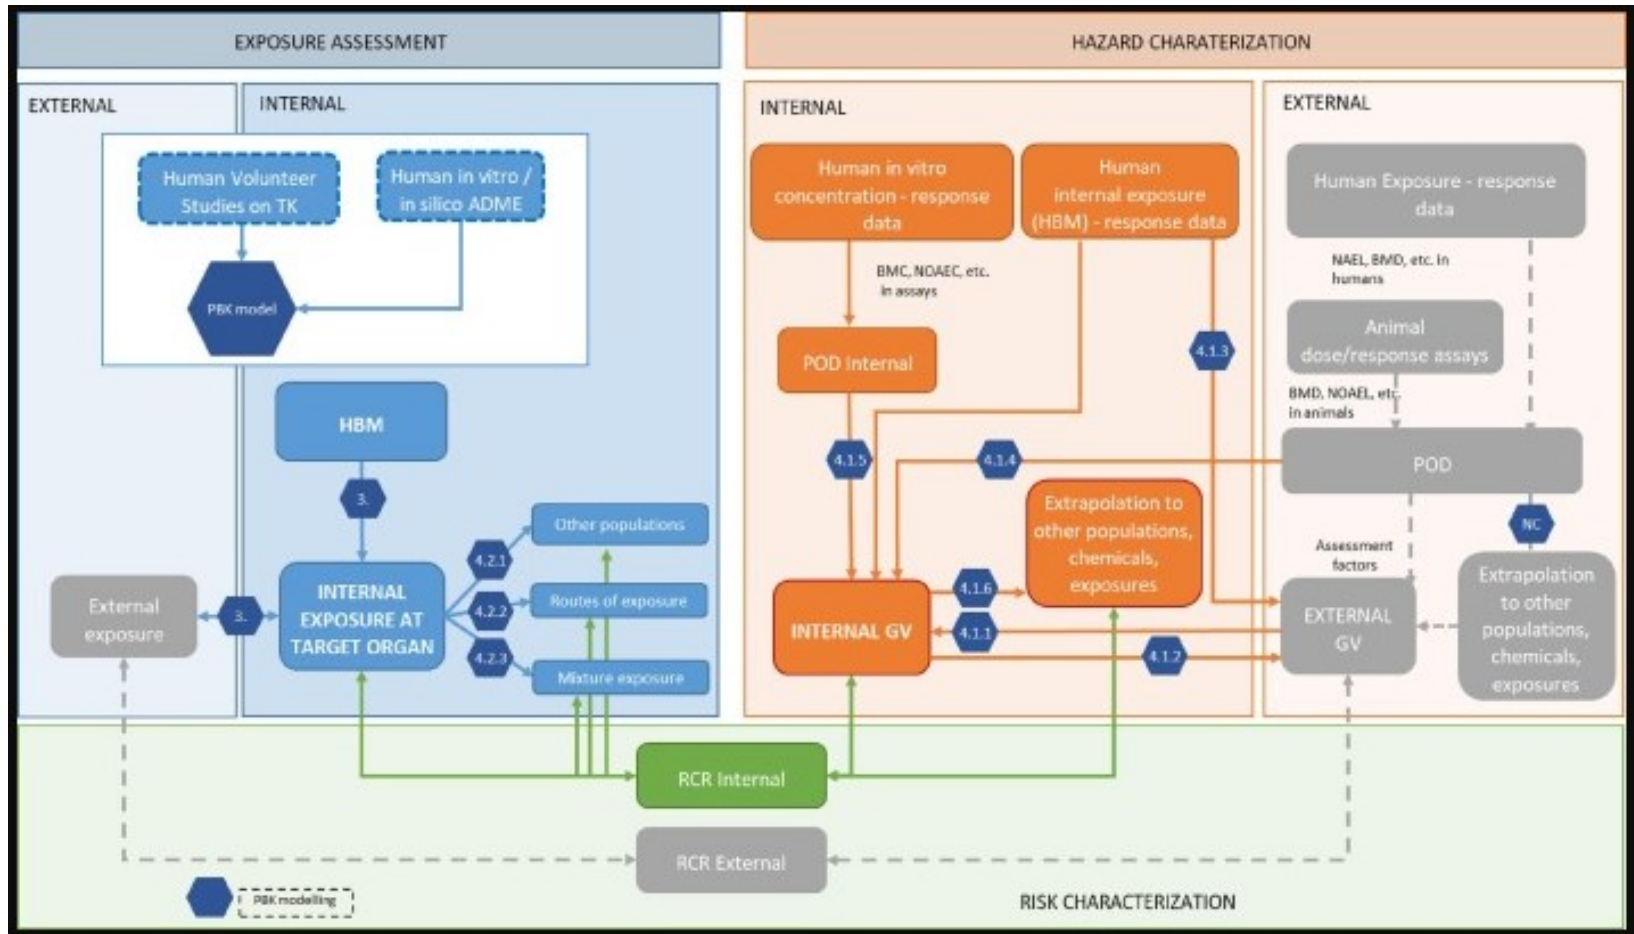 EXPOSURE ASSESSMENT
HAZARD CHARATERIZATION
EXTERNAL
INTERNAL
Human Volunteer
Studies on TK
Human in vitro /
in silico ADME
PBK model
HBM
3.
External
exposure
3.
INTERNAL
EXPOSURE AT
TARGET ORGAN
4.2.1
4.2.2
4.2.3
Other populations
Routes of exposure
Mixture exposure
INTERNAL
Human in vitro
concentration - response
data
Human
internal exposure
(HBM) - response data
BMC, NOAEC, etc.
in assays
POD Internal
4.1.3
4.1.5
4.1.4
Extrapolation to
other populations,
chemicals,
exposures
INTERNAL GV
4.1.6
4.1.1
4.1.2
EXTERNAL
Human Exposure - response
data
NAEL, BMD, etc. in
humans
Animal
dose/response assays
BMD, NOAEL, etc.
in animals
POD
NC
Assessment
factors
EXTERNAL
GV
Extrapolation
to other
populations,
chemicals,
exposures
RCR Internal
RCR External
PBK modelling
RISK CHARACTERIZATION